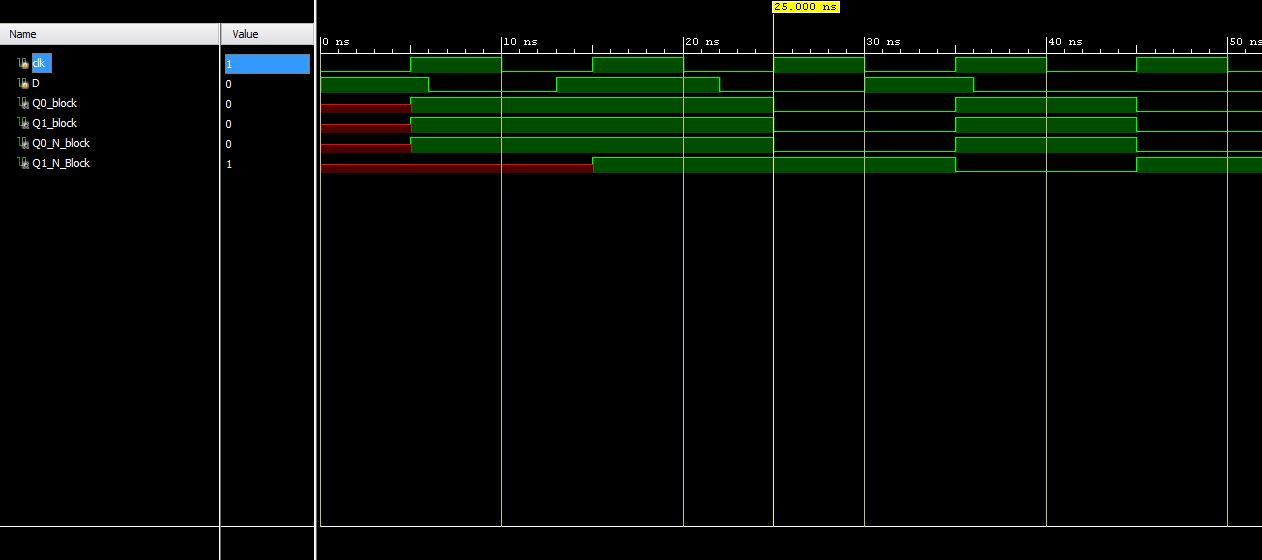 25.000 ns
Name Value
0 ns 10 ns 20 ns 30 ns 40 ns 50 ns
clk 1
D 0
Q0_block 0
Q1_block 0
Q0_N_block 0
Q1_N_Block 1